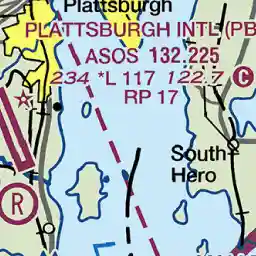 Plattsburgh
PLATTSBURGH INTL (PB
ASOS 132.225
234 *L 117 122.7 C
RP 17
South
Hero
R